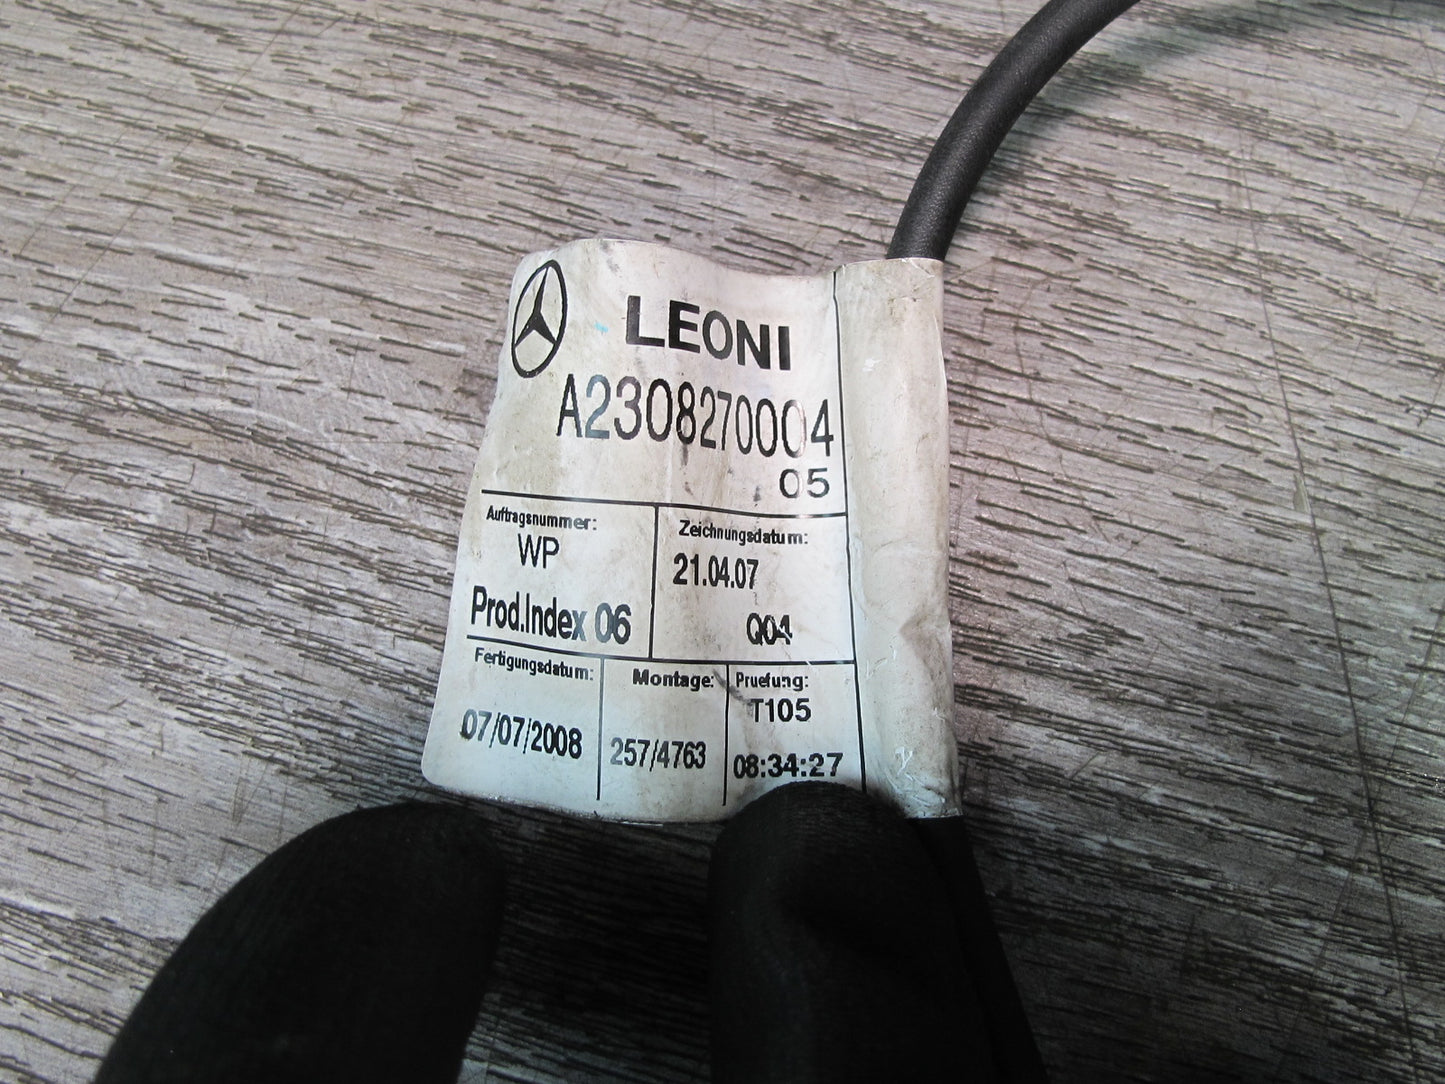 LEONI
A2308270004
05
Auftragsnummer:
WP
Prod.Index 06
Zeichnungsdatum:
21.04.07
Q04
Fertigungsdatum:
07/07/2008
Montage:
257/4763
Pruefung:
T105
08:34:27